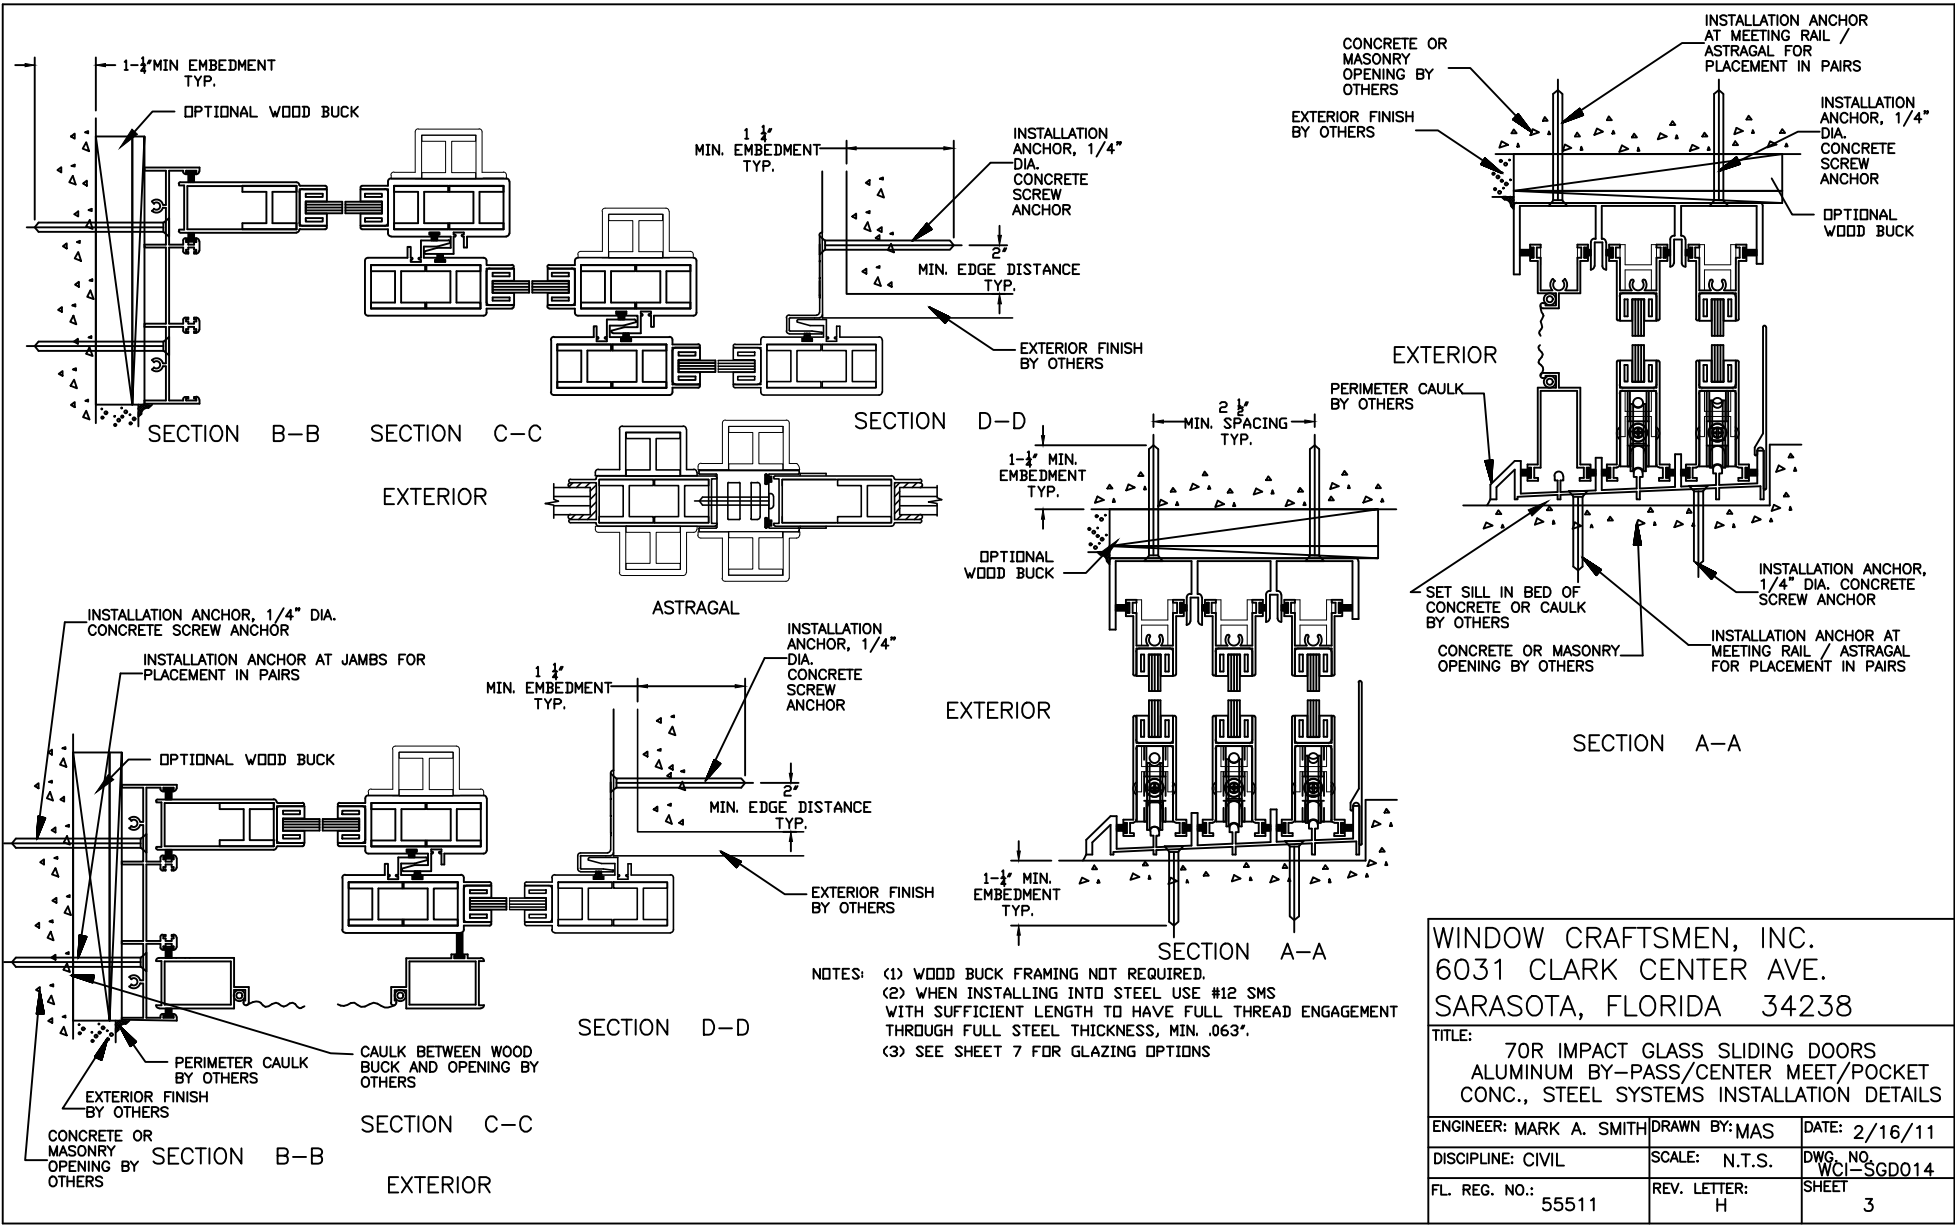 1-1/4" MIN EMBEDMENT
TYP.
OPTIONAL WOOD BUCK
SECTION B-B
SECTION C-C
1 1/4"
MIN. EMBEDMENT
TYP.
INSTALLATION
ANCHOR, 1/4"
DIA.
CONCRETE
SCREW
ANCHOR
2"
MIN. EDGE DISTANCE
TYP.
EXTERIOR FINISH
BY OTHERS
SECTION D-D
EXTERIOR
ASTRAGAL
CONCRETE OR
MASONRY
OPENING BY
OTHERS
EXTERIOR FINISH
BY OTHERS
INSTALLATION ANCHOR
AT MEETING RAIL /
ASTRAGAL FOR
PLACEMENT IN PAIRS
INSTALLATION
ANCHOR, 1/4"
DIA.
CONCRETE
SCREW
ANCHOR
OPTIONAL
WOOD BUCK
EXTERIOR
PERIMETER CAULK
BY OTHERS
SET SILL IN BED OF
CONCRETE OR CAULK
BY OTHERS
CONCRETE OR MASONRY
OPENING BY OTHERS
INSTALLATION ANCHOR,
1/4" DIA. CONCRETE
SCREW ANCHOR
INSTALLATION ANCHOR AT
MEETING RAIL / ASTRAGAL
FOR PLACEMENT IN PAIRS
SECTION A-A
2 1/2"
MIN. SPACING
TYP.
1-1/4" MIN.
EMBEDMENT
TYP.
OPTIONAL
WOOD BUCK
EXTERIOR
1-1/4" MIN.
EMBEDMENT
TYP.
SECTION A-A
INSTALLATION ANCHOR, 1/4" DIA.
CONCRETE SCREW ANCHOR
INSTALLATION ANCHOR AT JAMBS FOR
PLACEMENT IN PAIRS
OPTIONAL WOOD BUCK
1 1/4"
MIN. EMBEDMENT
TYP.
INSTALLATION
ANCHOR, 1/4"
DIA.
CONCRETE
SCREW
ANCHOR
2"
MIN. EDGE DISTANCE
TYP.
EXTERIOR FINISH
BY OTHERS
SECTION D-D
PERIMETER CAULK
BY OTHERS
CAULK BETWEEN WOOD
BUCK AND OPENING BY
OTHERS
EXTERIOR FINISH
BY OTHERS
CONCRETE OR
MASONRY
OPENING BY
OTHERS
SECTION B-B
SECTION C-C
EXTERIOR
NOTES: (1) WOOD BUCK FRAMING NOT REQUIRED.
(2) WHEN INSTALLING INTO STEEL USE #12 SMS
WITH SUFFICIENT LENGTH TO HAVE FULL THREAD ENGAGEMENT
THROUGH FULL STEEL THICKNESS, MIN. .063".
(3) SEE SHEET 7 FOR GLAZING OPTIONS
WINDOW CRAFTSMEN, INC.
6031 CLARK CENTER AVE.
SARASOTA, FLORIDA 34238
TITLE:
70R IMPACT GLASS SLIDING DOORS
ALUMINUM BY-PASS/CENTER MEET/POCKET
CONC., STEEL SYSTEMS INSTALLATION DETAILS
ENGINEER: MARK A. SMITH
DRAWN BY: MAS
DATE: 2/16/11
DISCIPLINE: CIVIL
SCALE: N.T.S.
DWG. NO.
WCI-SGD014
FL. REG. NO.: 55511
REV. LETTER:
H
SHEET
3